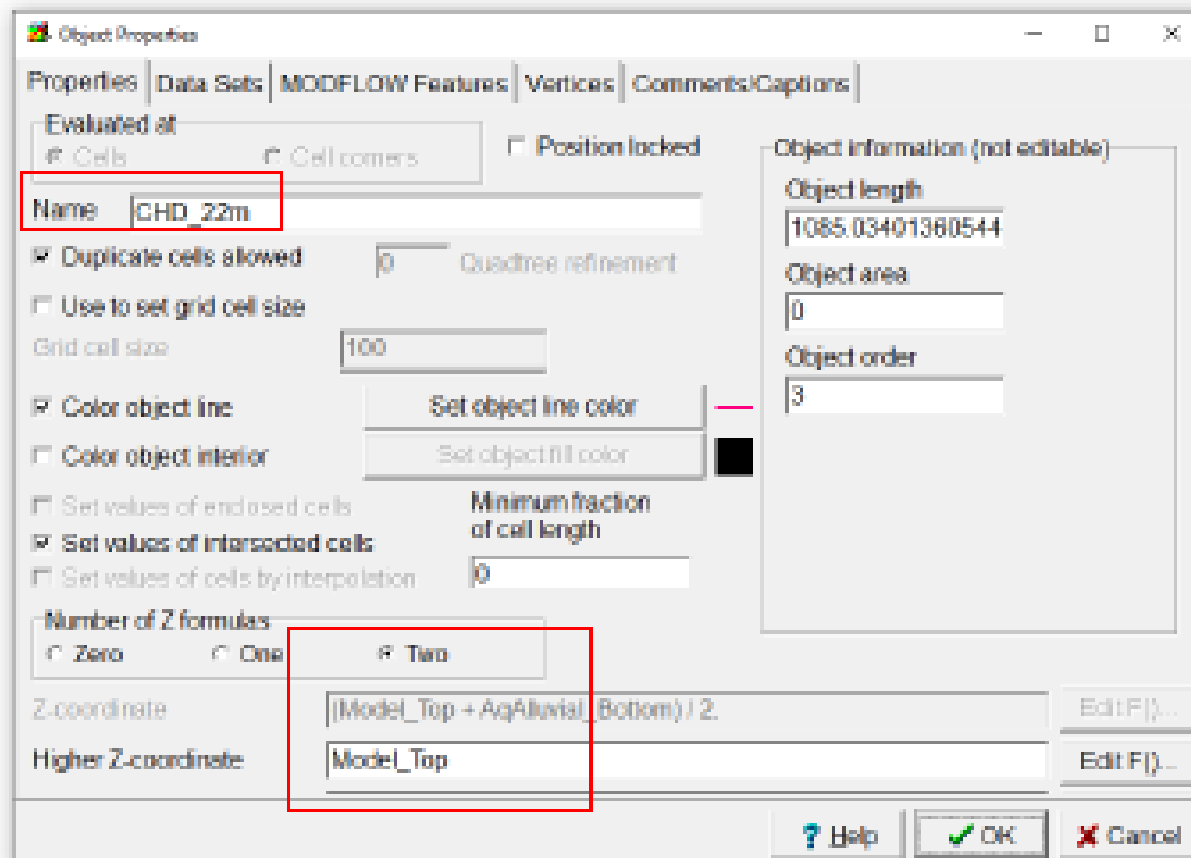 Object Properties
Properties Data Sets MODFLOW Features Vertices Comments/Captions
Evaluated at
Cells Cell corners
Position locked
Name CHD_22m
Duplicate cells allowed 0 Quadtree refinement
Use to set grid cell size
Grid cell size 100
Color object line Set object line color
Color object interior Set object fill color
Set values of enclosed cells
Set values of intersected cells
Set values of cells by interpolation
Minimum fraction
of cell length
0
Number of Z formulas
Zero One Two
Z-coordinate (Model_Top + AqAluvial_Bottom) / 2. Edit F()...
Higher Z-coordinate Model_Top Edit F()...
Object information (not editable)
Object length
1085.03401360544
Object area
0
Object order
3
? Help OK Cancel